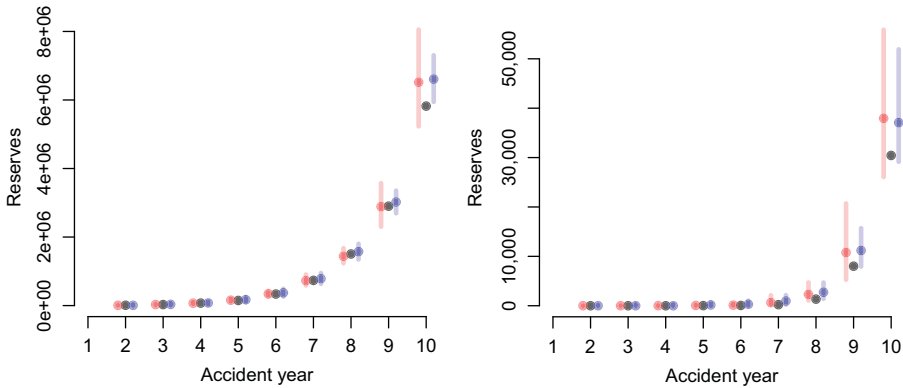 8e+06
6e+06
4e+06
2e+06
0e+00
Reserves
1 2 3 4 5 6 7 8 9 10
Accident year
50,000
30,000
10,000
0
Reserves
1 2 3 4 5 6 7 8 9 10
Accident year